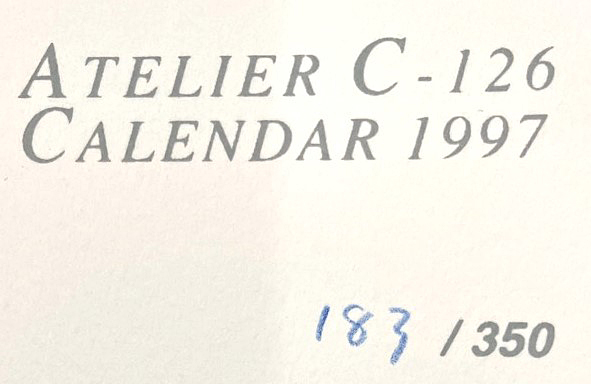 ATELIER C-126
CALENDAR 1997
183 / 350